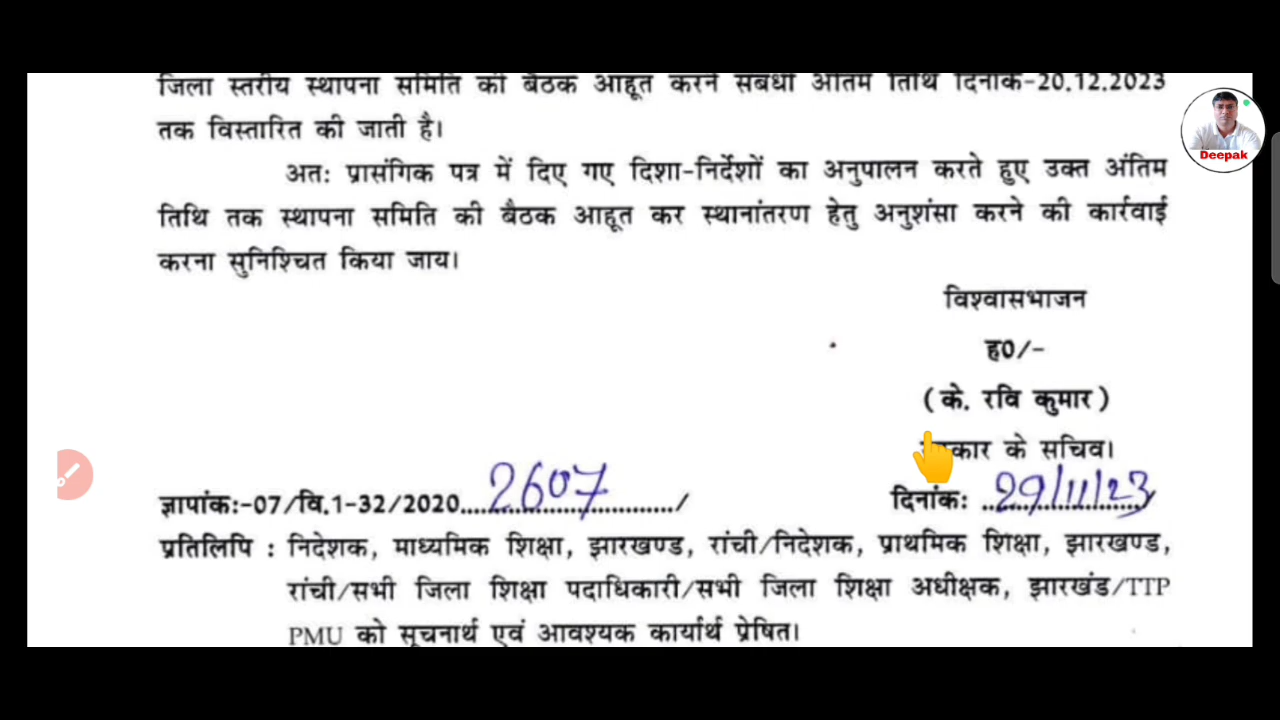 जिला स्तरीय स्थापना समिति की बैठक आहूत करने संबंधी अंतिम तिथि दिनांक-20.12.2023
तक विस्तारित की जाती है।
अतः प्रासंगिक पत्र में दिए गए दिशा-निर्देशों का अनुपालन करते हुए उक्त अंतिम
तिथि तक स्थापना समिति की बैठक आहूत कर स्थानांतरण हेतु अनुशंसा करने की कार्रवाई
करना सुनिश्चित किया जाय।
विश्वासभाजन
ह0/-
(के. रवि कुमार)
के सचिव।
ज्ञापांकः-07/वि.1-32/2020....2607..../
दिनांकः ....29/11/23
प्रतिलिपि : निदेशक, माध्यमिक शिक्षा, झारखण्ड, रांची/निदेशक, प्राथमिक शिक्षा, झारखण्ड,
रांची/सभी जिला शिक्षा पदाधिकारी/सभी जिला शिक्षा अधीक्षक, झारखंड/TTP
PMU को सूचनार्थ एवं आवश्यक कार्यार्थ प्रेषित।
Deepak